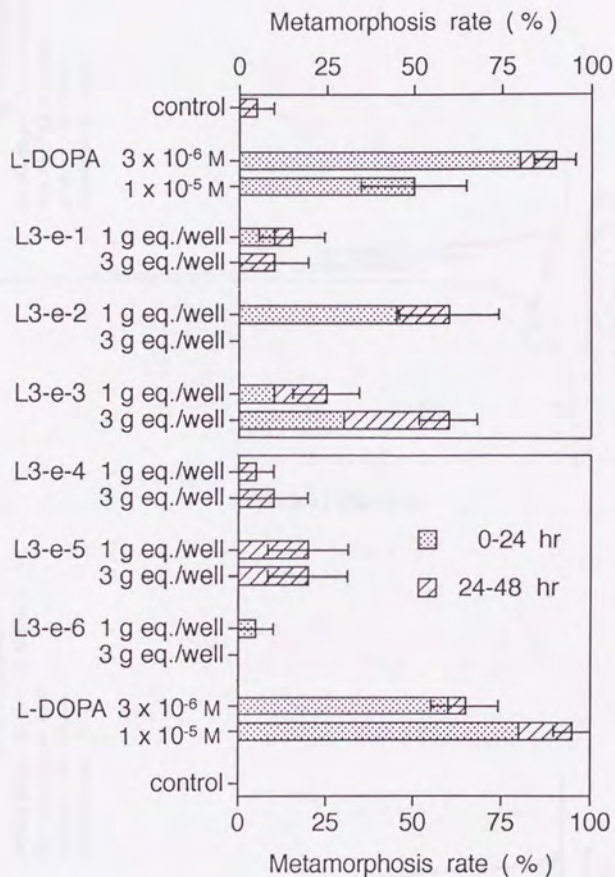 Metamorphosis rate ( % )
0 25 50 75 100
control
L-DOPA 3 x 10⁻⁶ M
1 x 10⁻⁵ M
L3-e-1 1 g eq./well
3 g eq./well
L3-e-2 1 g eq./well
3 g eq./well
L3-e-3 1 g eq./well
3 g eq./well
L3-e-4 1 g eq./well
3 g eq./well
L3-e-5 1 g eq./well
3 g eq./well
0-24 hr
24-48 hr
L3-e-6 1 g eq./well
3 g eq./well
L-DOPA 3 x 10⁻⁶ M
1 x 10⁻⁵ M
control
0 25 50 75 100
Metamorphosis rate ( % )